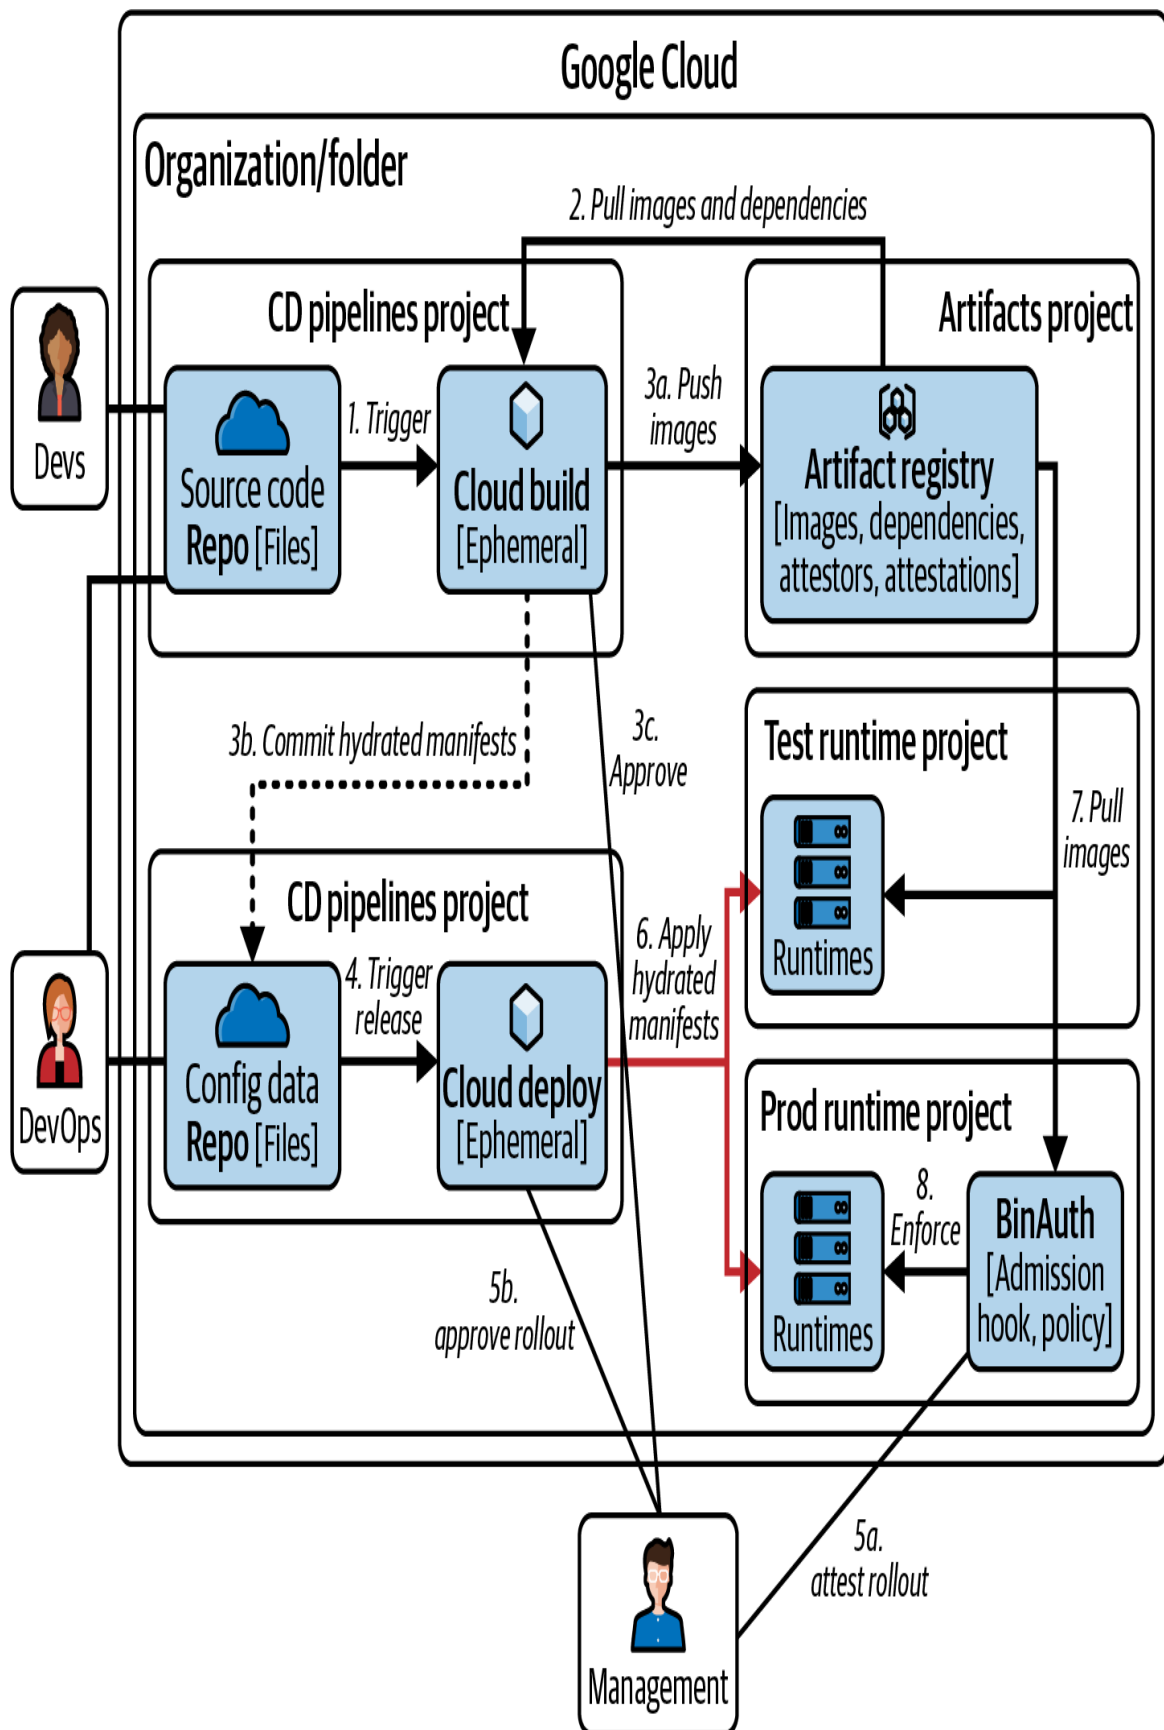 Google Cloud
Organization/folder
2. Pull images and dependencies
CD pipelines project
Artifacts project
Devs
Source code
Repo [Files]
1. Trigger
Cloud build
[Ephemeral]
3a. Push
images
Artifact registry
[Images, dependencies,
attestors, attestations]
3b. Commit hydrated manifests
3c.
Approve
Test runtime project
Runtimes
7. Pull
images
CD pipelines project
DevOps
Config data
Repo [Files]
4. Trigger
release
Cloud deploy
[Ephemeral]
6. Apply
hydrated
manifests
Prod runtime project
Runtimes
8.
Enforce
BinAuth
[Admission
hook, policy]
5b.
approve rollout
5a.
attest rollout
Management